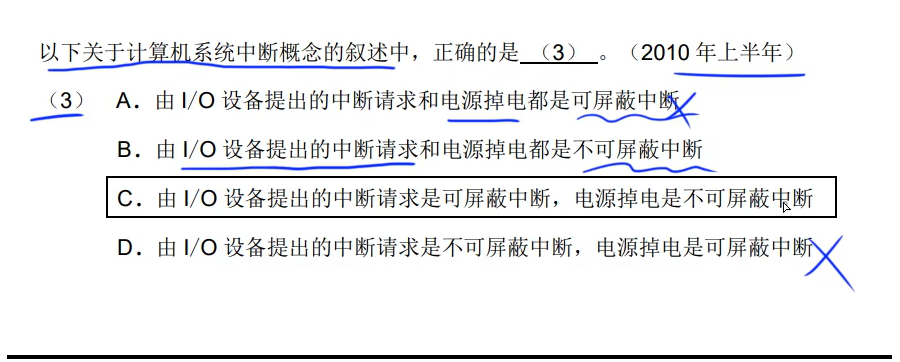 以下关于计算机系统中断概念的叙述中，正确的是 （3） 。（2010 年上半年）
（3） A．由 I/O 设备提出的中断请求和电源掉电都是可屏蔽中断
B．由 I/O 设备提出的中断请求和电源掉电都是不可屏蔽中断
C．由 I/O 设备提出的中断请求是可屏蔽中断，电源掉电是不可屏蔽中断
D．由 I/O 设备提出的中断请求是不可屏蔽中断，电源掉电是可屏蔽中断